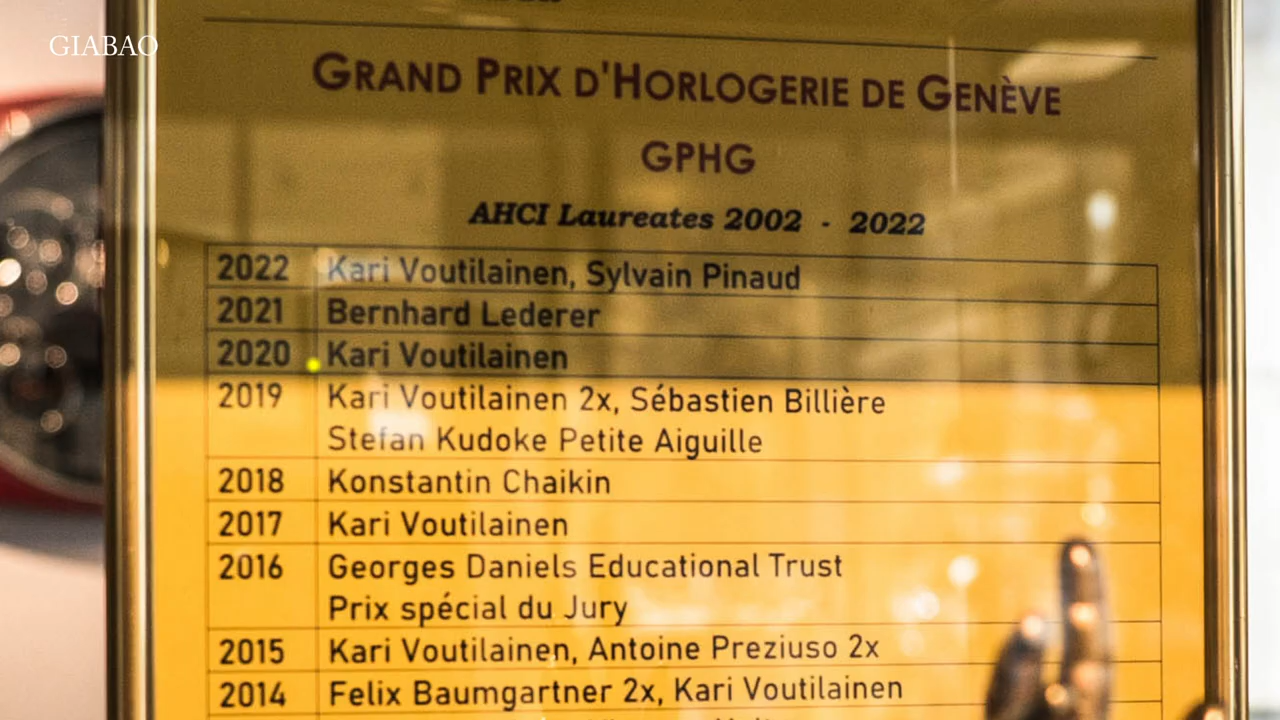 GIABAO
GRAND PRIX D'HORLOGERIE DE GENÈVE
GPHG
AHCI Laureates 2002 - 2022
2022 Kari Voutilainen, Sylvain Pinaud
2021 Bernhard Lederer
2020 Kari Voutilainen
2019 Kari Voutilainen 2x, Sébastien Billière
Stefan Kudoke Petite Aiguille
2018 Konstantin Chaikin
2017 Kari Voutilainen
2016 Georges Daniels Educational Trust
Prix spécial du Jury
2015 Kari Voutilainen, Antoine Preziuso 2x
2014 Felix Baumgartner 2x, Kari Voutilainen